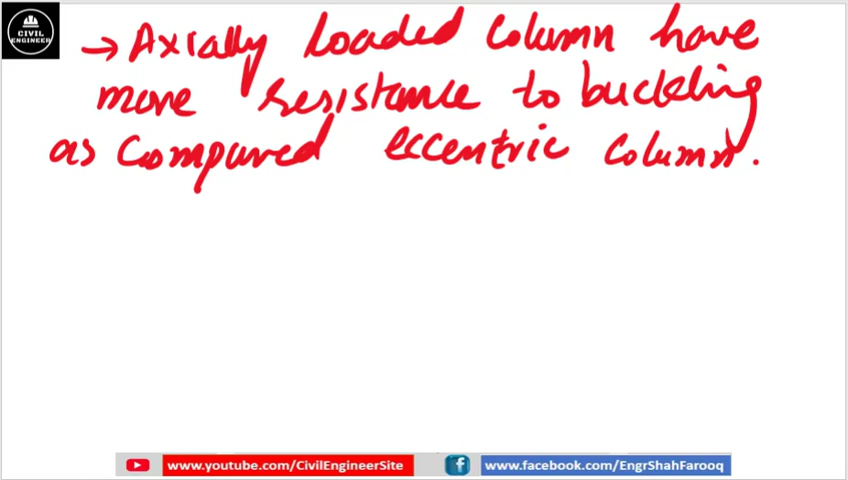 CIVIL
ENGINEER
→ Axially Loaded Column have
more resistance to buckling
as Compared eccentric column.
www.youtube.com/CivilEngineerSite
www.facebook.com/EngrShahFarooq